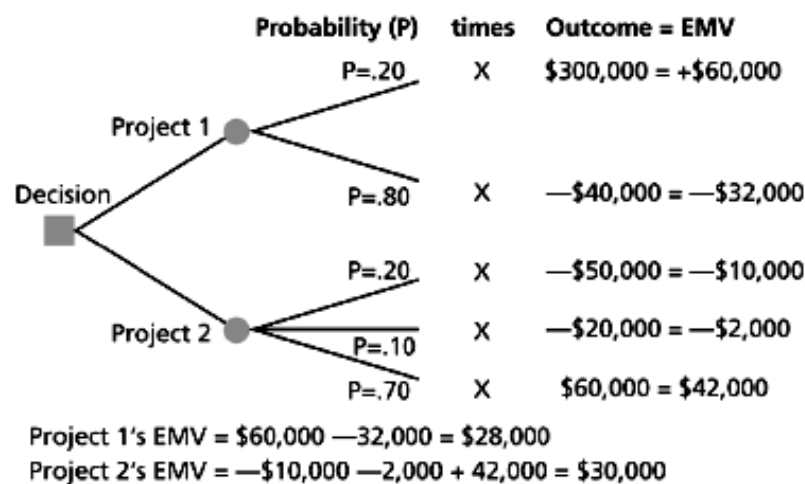 Probability (P) times Outcome = EMV
P=.20 X $300,000 = +$60,000
Project 1
P=.80 X —$40,000 = —$32,000
Decision
P=.20 X —$50,000 = —$10,000
Project 2
P=.10 X —$20,000 = —$2,000
P=.70 X $60,000 = $42,000
Project 1's EMV = $60,000 —32,000 = $28,000
Project 2's EMV = —$10,000 —2,000 + 42,000 = $30,000